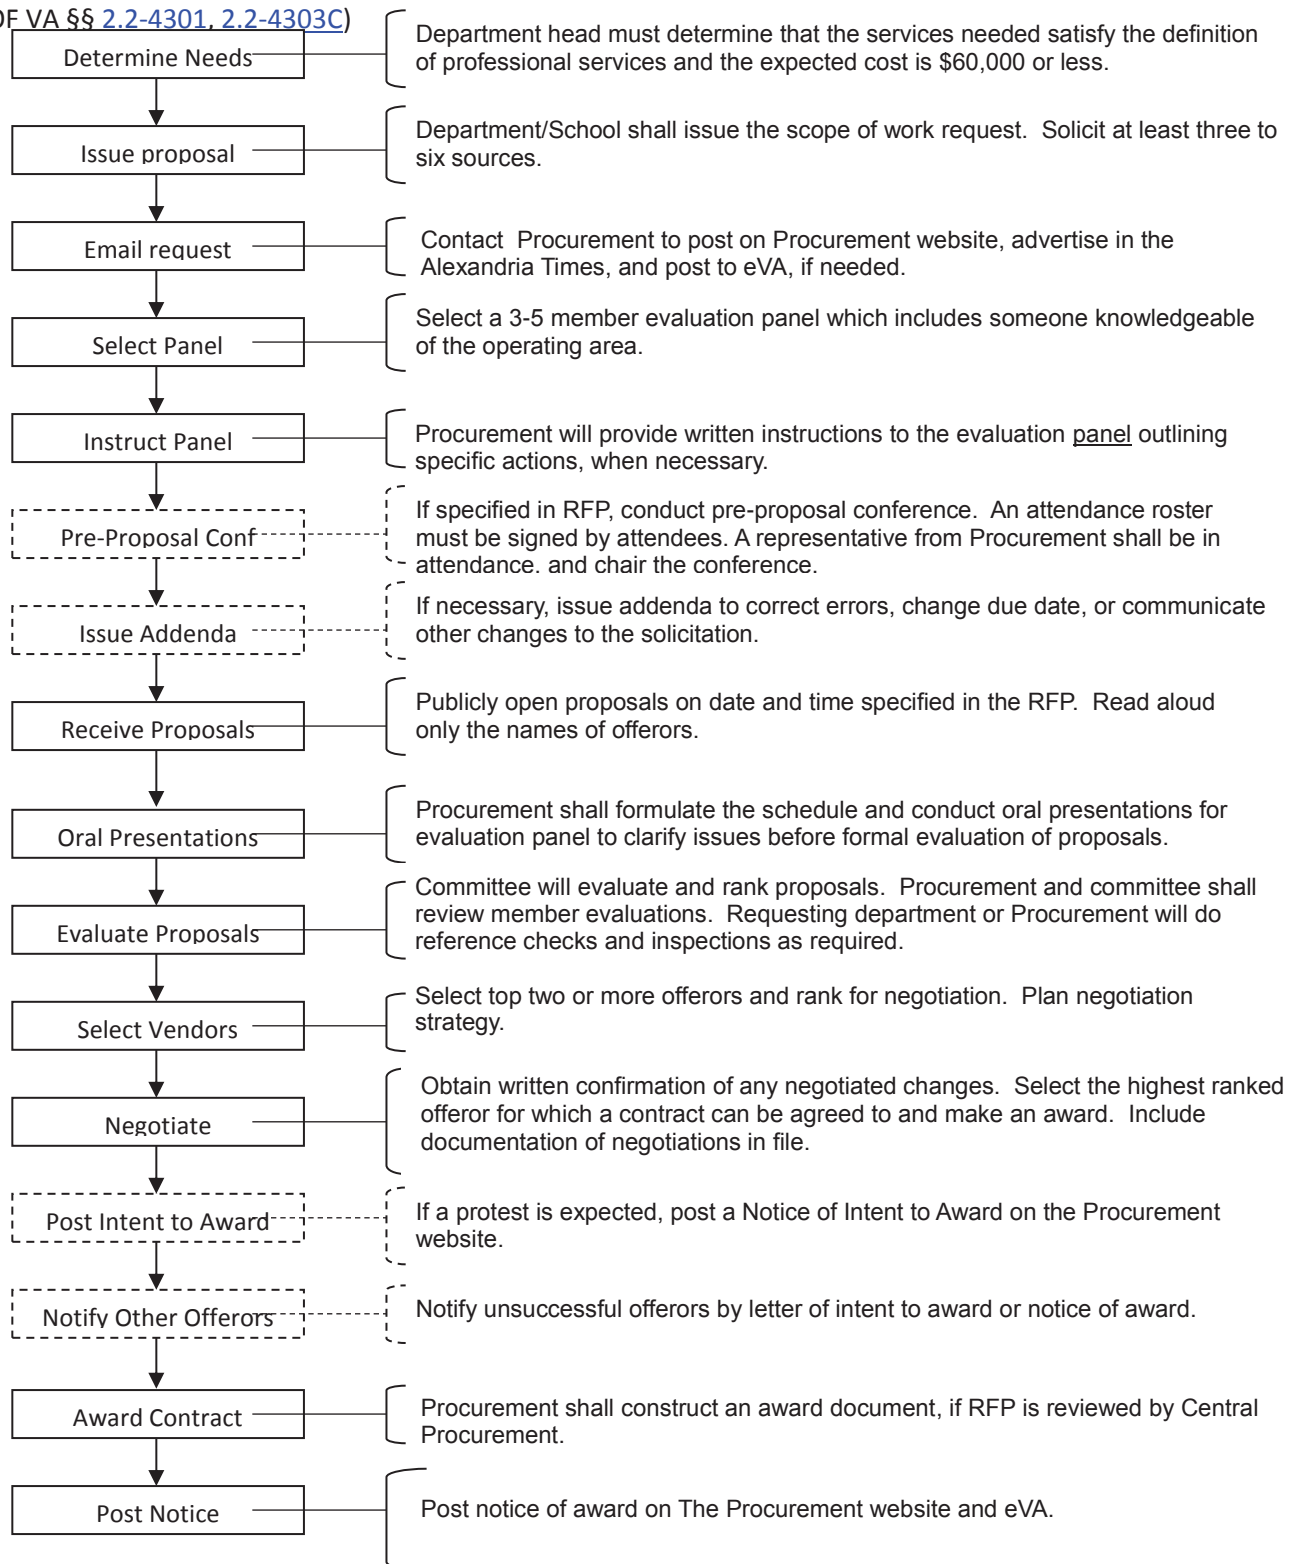 OF VA §§ 2.2-4301, 2.2-4303C)
Determine Needs
Department head must determine that the services needed satisfy the definition
of professional services and the expected cost is $60,000 or less.
Issue proposal
Department/School shall issue the scope of work request. Solicit at least three to
six sources.
Email request
Contact Procurement to post on Procurement website, advertise in the
Alexandria Times, and post to eVA, if needed.
Select Panel
Select a 3-5 member evaluation panel which includes someone knowledgeable
of the operating area.
Instruct Panel
Procurement will provide written instructions to the evaluation panel outlining
specific actions, when necessary.
Pre-Proposal Conf
If specified in RFP, conduct pre-proposal conference. An attendance roster
must be signed by attendees. A representative from Procurement shall be in
attendance. and chair the conference.
Issue Addenda
If necessary, issue addenda to correct errors, change due date, or communicate
other changes to the solicitation.
Receive Proposals
Publicly open proposals on date and time specified in the RFP. Read aloud
only the names of offerors.
Oral Presentations
Procurement shall formulate the schedule and conduct oral presentations for
evaluation panel to clarify issues before formal evaluation of proposals.
Evaluate Proposals
Committee will evaluate and rank proposals. Procurement and committee shall
review member evaluations. Requesting department or Procurement will do
reference checks and inspections as required.
Select Vendors
Select top two or more offerors and rank for negotiation. Plan negotiation
strategy.
Negotiate
Obtain written confirmation of any negotiated changes. Select the highest ranked
offeror for which a contract can be agreed to and make an award. Include
documentation of negotiations in file.
Post Intent to Award
If a protest is expected, post a Notice of Intent to Award on the Procurement
website.
Notify Other Offerors
Notify unsuccessful offerors by letter of intent to award or notice of award.
Award Contract
Procurement shall construct an award document, if RFP is reviewed by Central
Procurement.
Post Notice
Post notice of award on The Procurement website and eVA.